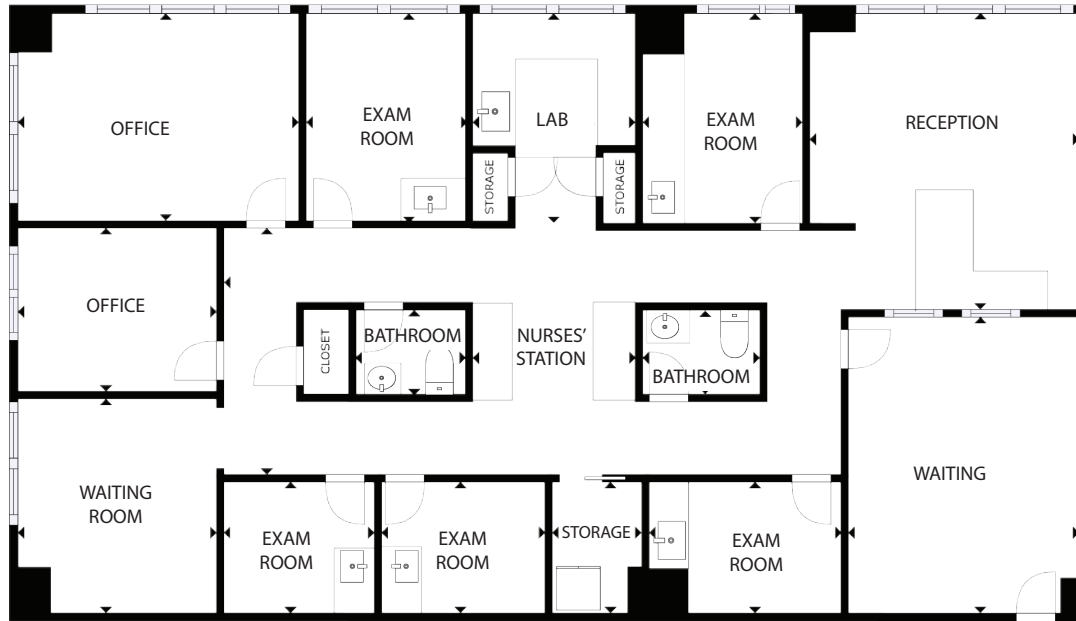 OFFICE
EXAM
ROOM
LAB
EXAM
ROOM
RECEPTION
STORAGE
STORAGE
OFFICE
CLOSET
BATHROOM
NURSES'
STATION
BATHROOM
WAITING
ROOM
EXAM
ROOM
EXAM
ROOM
STORAGE
EXAM
ROOM
WAITING